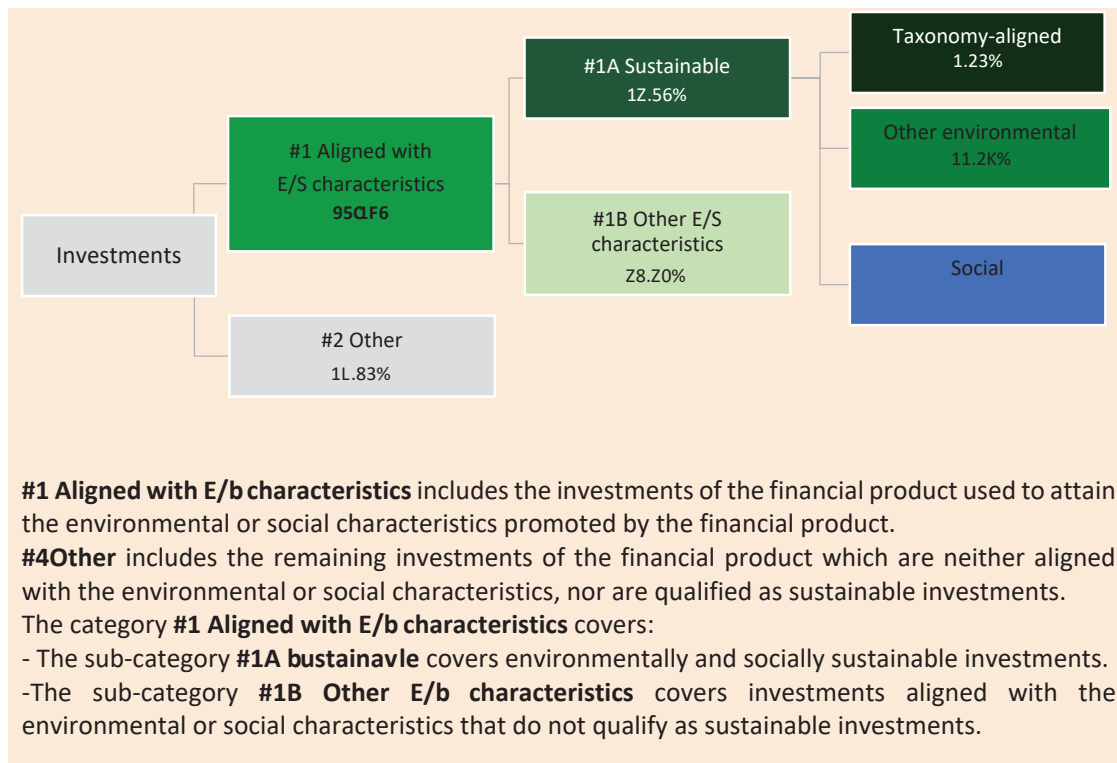 Investments
#1 Aligned with
E/S characteristics
#2 Other
1L.83%
#1A Sustainable
1Z.56%
#1B Other E/S
characteristics
Z8.Z0%
Taxonomy-aligned
1.23%
Other environmental
11.2K%
Social
#1 Aligned with E/b characteristics includes the investments of the financial product used to attain
the environmental or social characteristics promoted by the financial product.
#4Other includes the remaining investments of the financial product which are neither aligned
with the environmental or social characteristics, nor are qualified as sustainable investments.
The category #1 Aligned with E/b characteristics covers:
- The sub-category #1A bustainavle covers environmentally and socially sustainable investments.
-The sub-category #1B Other E/b characteristics covers investments aligned with the
environmental or social characteristics that do not qualify as sustainable investments.